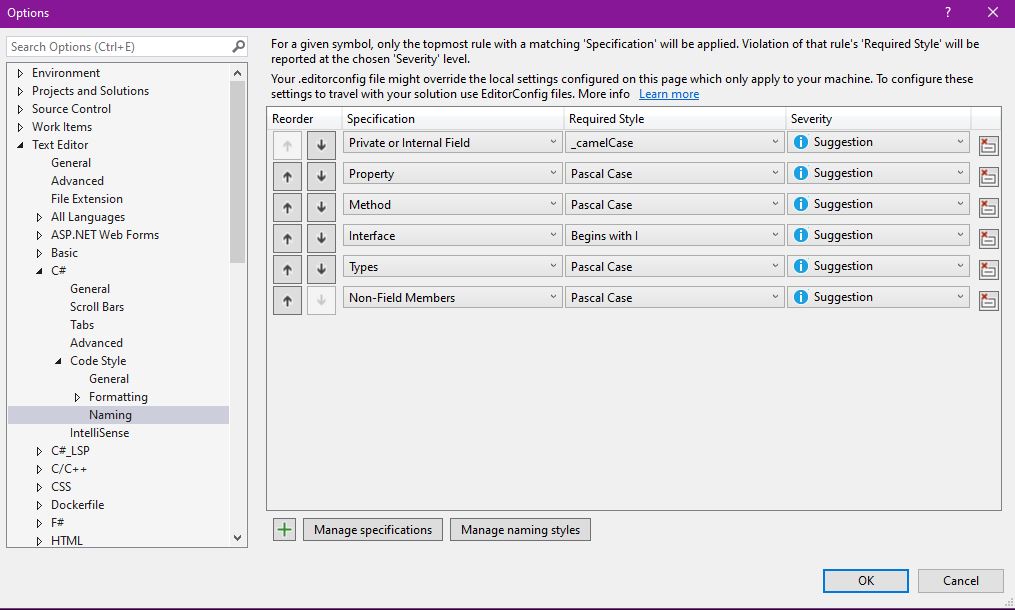 Options
?
Search Options (Ctrl+E)
Environment
Projects and Solutions
Source Control
Work Items
Text Editor
General
Advanced
File Extension
All Languages
ASP.NET Web Forms
Basic
C#
General
Scroll Bars
Tabs
Advanced
Code Style
General
Formatting
Naming
IntelliSense
C#_LSP
C/C++
CSS
Dockerfile
F#
HTML
For a given symbol, only the topmost rule with a matching 'Specification' will be applied. Violation of that rule's 'Required Style' will be
reported at the chosen 'Severity' level.
Your .editorconfig file might override the local settings configured on this page which only apply to your machine. To configure these
settings to travel with your solution use EditorConfig files. More info Learn more
Reorder Specification Required Style Severity
Private or Internal Field _camelCase Suggestion
Property Pascal Case Suggestion
Method Pascal Case Suggestion
Interface Begins with I Suggestion
Types Pascal Case Suggestion
Non-Field Members Pascal Case Suggestion
Manage specifications Manage naming styles
OK Cancel